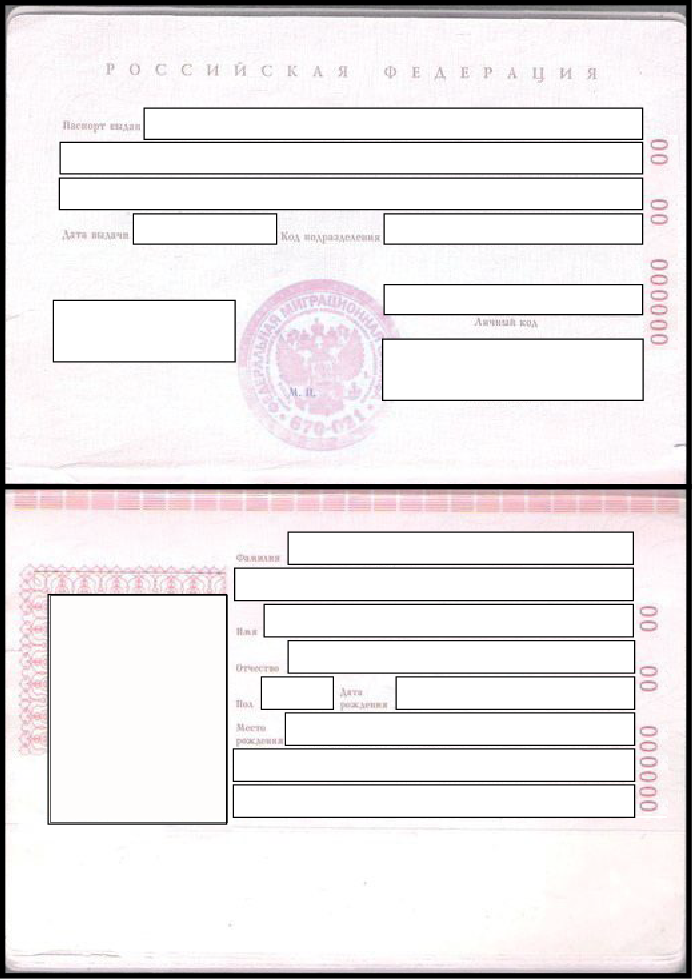 РОССИЙСКАЯ ФЕДЕРАЦИЯ
Паспорт выдан
Дата выдачи
Код подразделения
Личный код
ФЕДЕРАЛЬНАЯ МИГРАЦИОННАЯ
М. П.
670-021
00 00 000000
Фамилия
Имя
Отчество
Пол
Дата
рождения
Место
рождения
00 00 000000